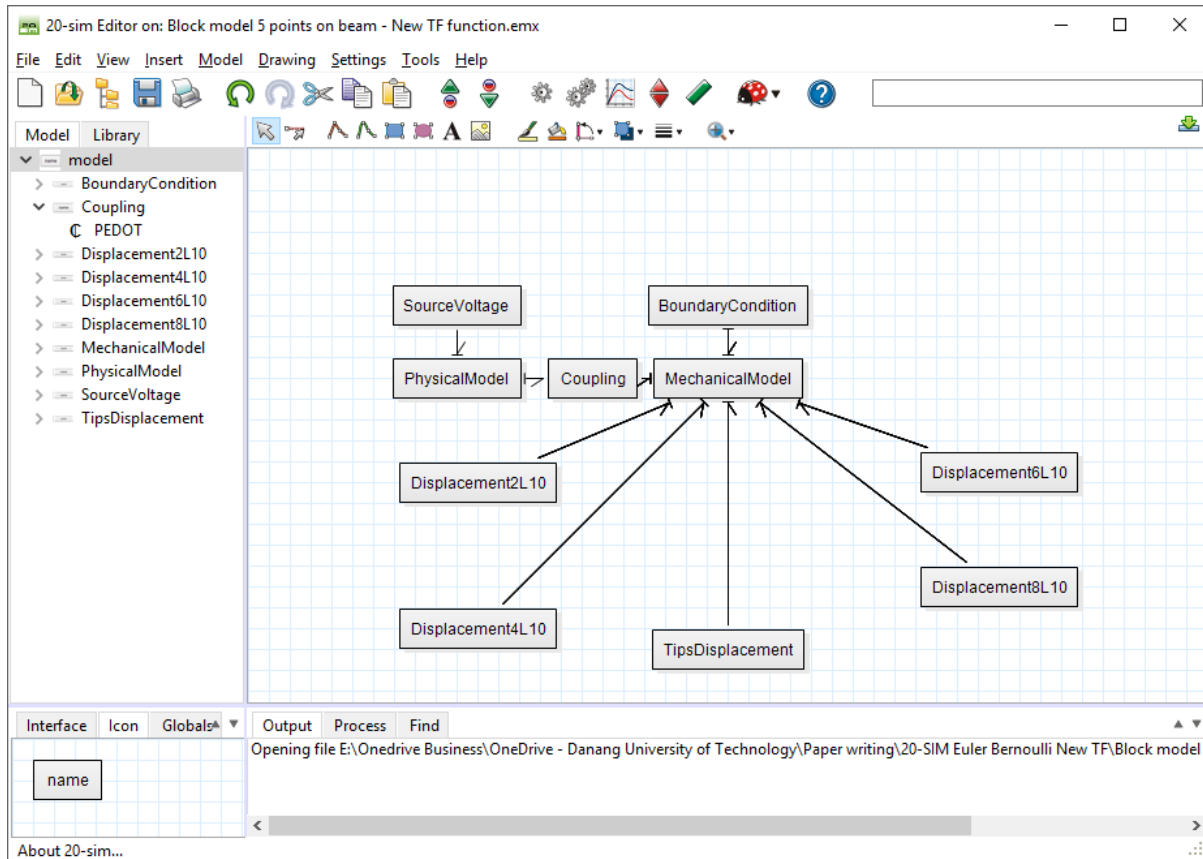 20-sim Editor on: Block model 5 points on beam - New TF function.emx
File Edit View Insert Model Drawing Settings Tools Help
Model Library
A
model
BoundaryCondition
Coupling
PEDOT
Displacement2L10
Displacement4L10
Displacement6L10
Displacement8L10
MechanicalModel
PhysicalModel
SourceVoltage
TipsDisplacement
SourceVoltage BoundaryCondition
PhysicalModel Coupling MechanicalModel
Displacement2L10 Displacement6L10
Displacement4L10 Displacement8L10
TipsDisplacement
Interface Icon Globals
name
Output Process Find
Opening file E:\Onedrive Business\OneDrive - Danang University of Technology\Paper writing\20-SIM Euler Bernoulli New TF\Block model
About 20-sim...